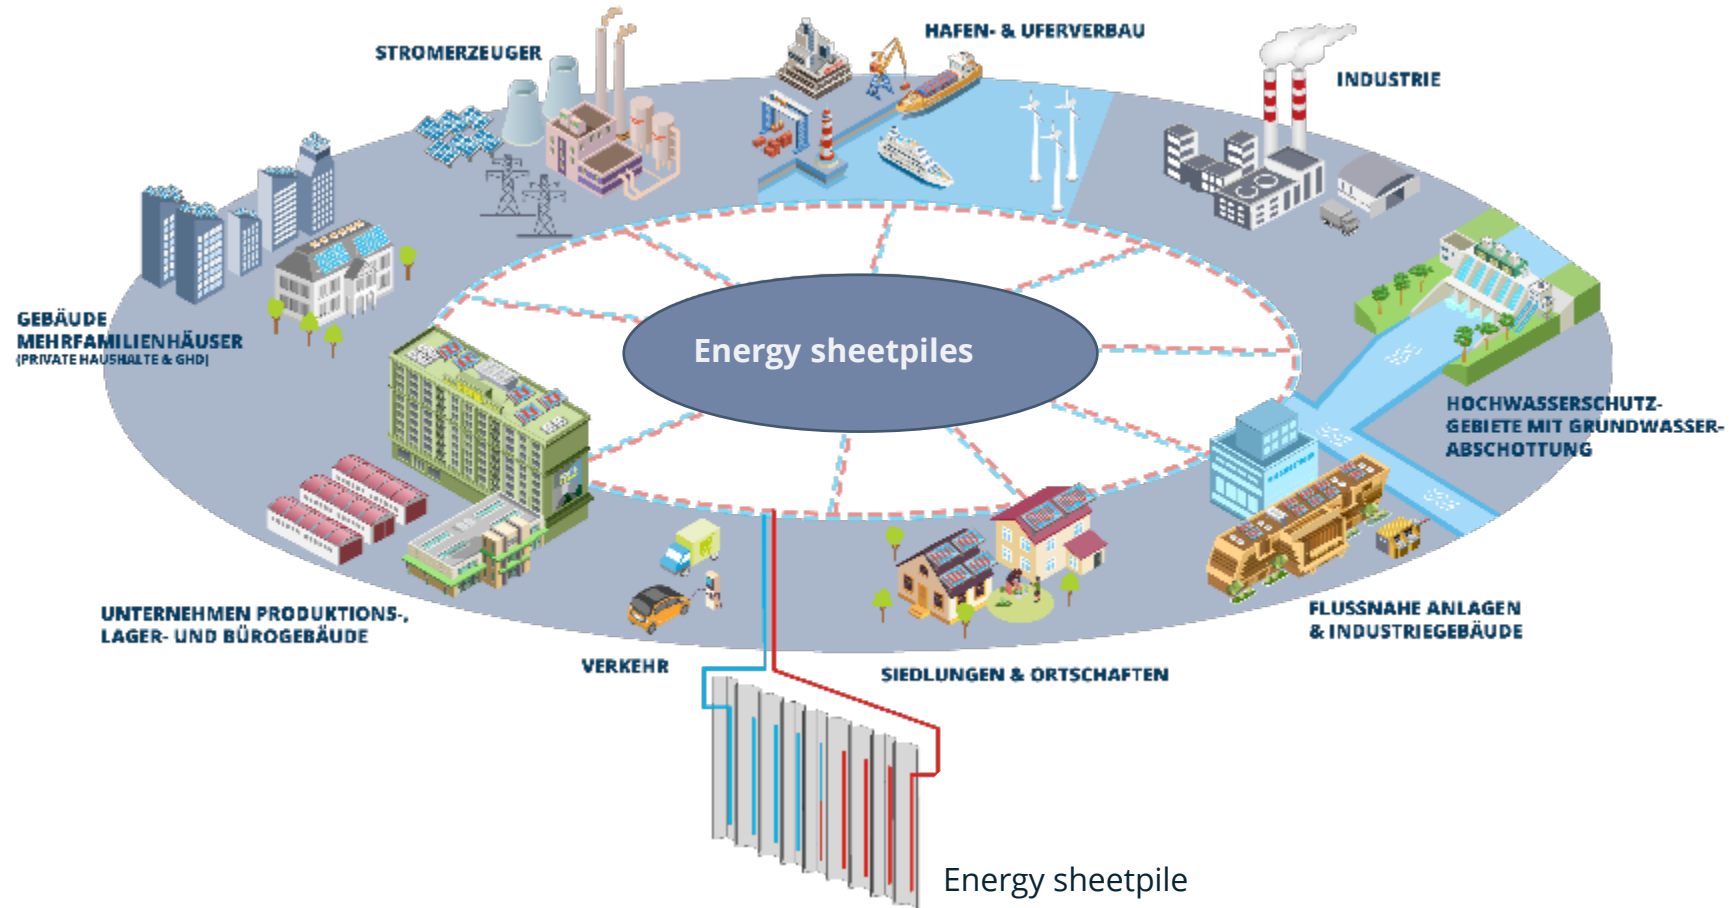 STROMERZEUGER
HAFEN- & UFERVERBAU
INDUSTRIE
GEBÄUDE
MEHRFAMILIENHÄUSER
(PRIVATE HAUSHALTE & GHD)
Energy sheetpiles
HOCHWASSERSCHUTZ-
GEBIETE MIT GRUNDWASSER-
ABSCHOTTUNG
UNTERNEHMEN PRODUKTIONS-,
LAGER- UND BÜROGEBÄUDE
VERKEHR
SIEDLUNGEN & ORTSCHAFTEN
FLUSSNAHE ANLAGEN
& INDUSTRIEGEBÄUDE
Energy sheetpile